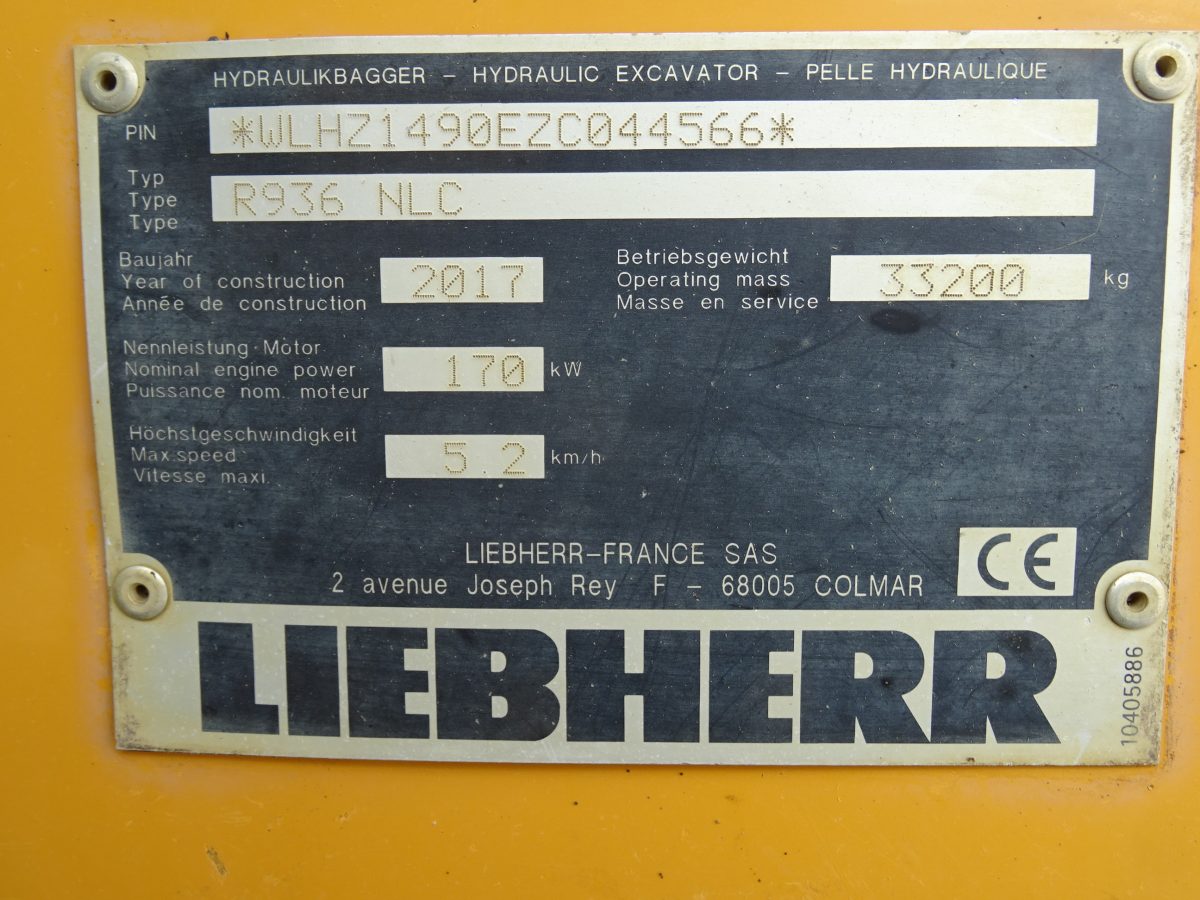 HYDRAULIKBAGGER – HYDRAULIC EXCAVATOR – PELLE HYDRAULIQUE
PIN *WLHZ1490EZC044566*
Typ
Type R936 NLC
Type
Baujahr
Year of construction 2017
Année de construction
Betriebsgewicht
Operating mass 33200 kg
Masse en service
Nennleistung Motor
Nominal engine power 170 kW
Puissance nom. moteur
Höchstgeschwindigkeit
Max.speed 5.2 km/h
Vitesse maxi.
LIEBHERR–FRANCE SAS
2 avenue Joseph Rey F – 68005 COLMAR
CE
LIEBHERR
10405886